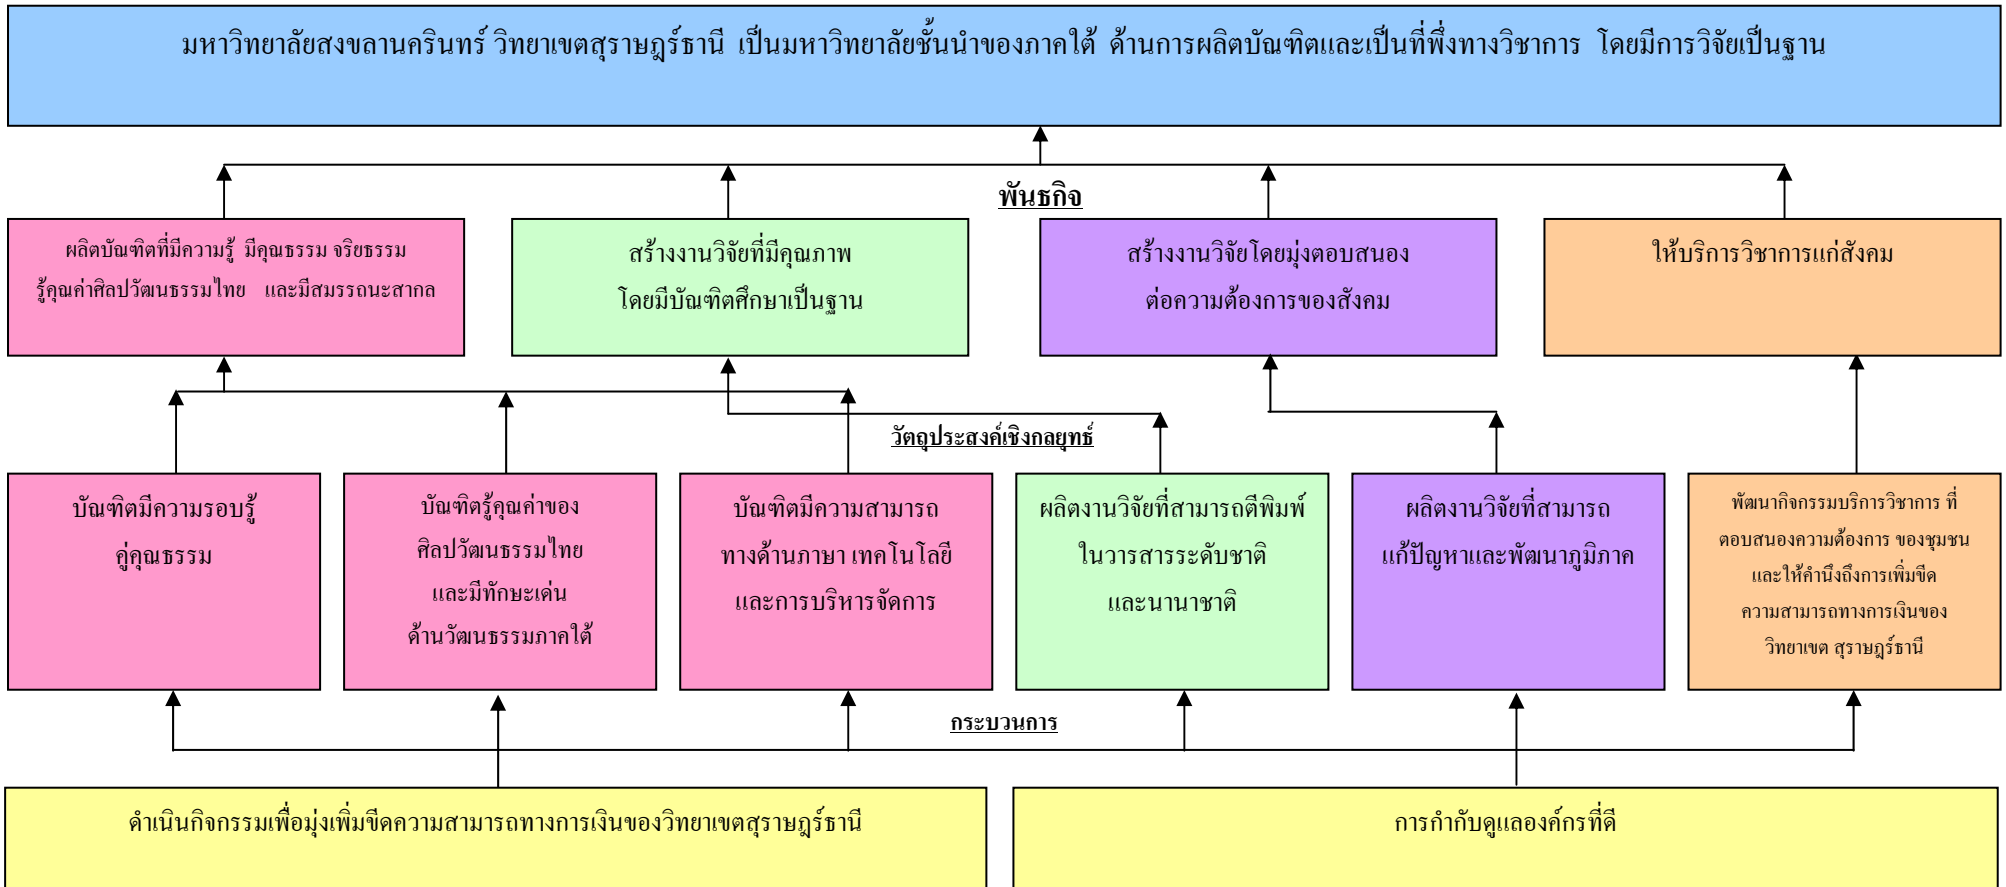 มหาวิทยาลัยสงขลานครินทร์ วิทยาเขตสุราษฎร์ธานี เป็นมหาวิทยาลัยชั้นนำของภาคใต้ ด้านการผลิตบัณฑิตและเป็นที่พึ่งทางวิชาการ โดยมีการวิจัยเป็นฐาน
พันธกิจ
ผลิตบัณฑิตที่มีความรู้ มีคุณธรรม จริยธรรม
รู้คุณค่าศิลปวัฒนธรรมไทย และมีสมรรถนะสากล
สร้างงานวิจัยที่มีคุณภาพ
โดยมีบัณฑิตศึกษาเป็นฐาน
สร้างงานวิจัยโดยมุ่งตอบสนอง
ต่อความต้องการของสังคม
ให้บริการวิชาการแก่สังคม
วัตถุประสงค์เชิงกลยุทธ์
บัณฑิตมีความรอบรู้
คู่คุณธรรม
บัณฑิตรู้คุณค่าของ
ศิลปวัฒนธรรมไทย
และมีทักษะเด่น
ด้านวัฒนธรรมภาคใต้
บัณฑิตมีความสามารถ
ทางด้านภาษา เทคโนโลยี
และการบริหารจัดการ
ผลิตงานวิจัยที่สามารถตีพิมพ์
ในวารสารระดับชาติ
และนานาชาติ
ผลิตงานวิจัยที่สามารถ
แก้ปัญหาและพัฒนาภูมิภาค
พัฒนากิจกรรมบริการวิชาการ ที่
ตอบสนองความต้องการ ของชุมชน
และให้คำนึงถึงการเพิ่มขีด
ความสามารถทางการเงินของ
วิทยาเขต สุราษฎร์ธานี
กระบวนการ
ดำเนินกิจกรรมเพื่อมุ่งเพิ่มขีดความสามารถทางการเงินของวิทยาเขตสุราษฎร์ธานี
การกำกับดูแลองค์กรที่ดี